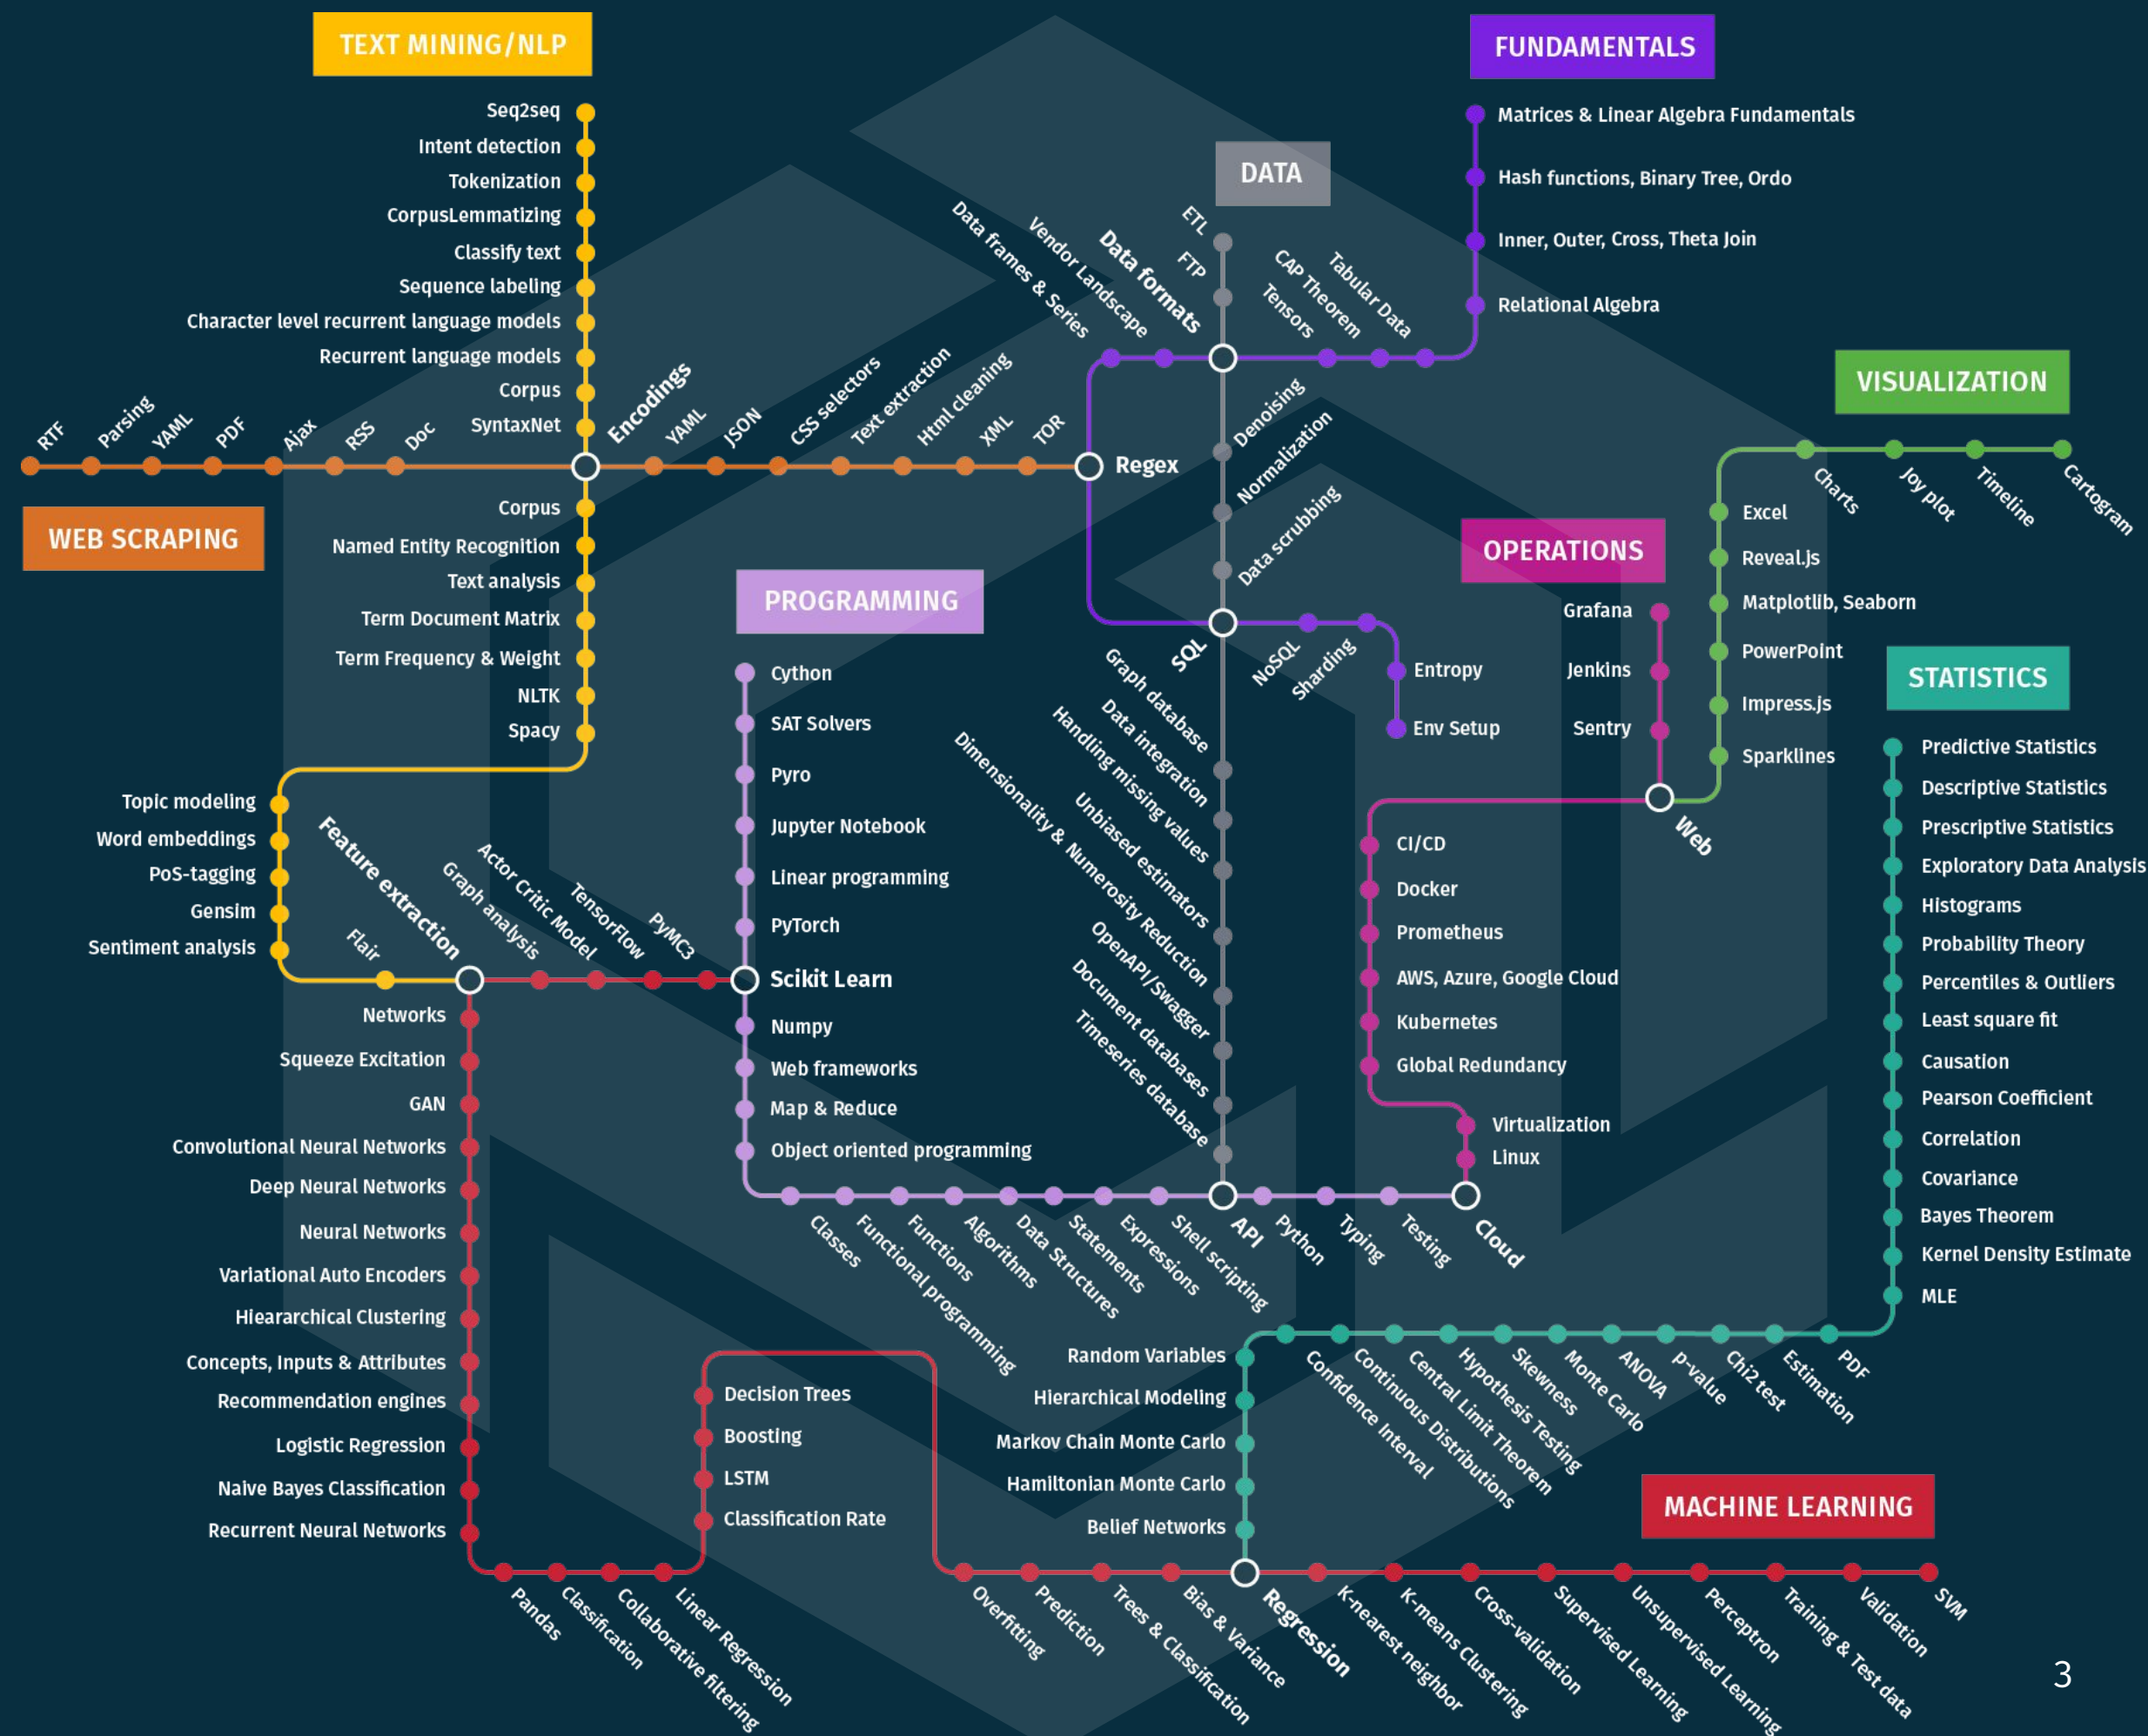 TEXT MINING/NLP
Seq2seq
Intent detection
Tokenization
CorpusLemmatizing
Classify text
Sequence labeling
Character level recurrent language models
Recurrent language models
Corpus
SyntaxNet
Encodings
Corpus
Named Entity Recognition
Text analysis
Term Document Matrix
Term Frequency & Weight
NLTK
Spacy
Topic modeling
Word embeddings
PoS-tagging
Gensim
Sentiment analysis
Flair
Feature extraction
WEB SCRAPING
RTF
Parsing
YAML
PDF
Ajax
RSS
Doc
YAML
JSON
CSS selectors
Text extraction
Html cleaning
XML
TOR
Regex
FUNDAMENTALS
Matrices & Linear Algebra Fundamentals
Hash functions, Binary Tree, Ordo
Inner, Outer, Cross, Theta Join
Relational Algebra
Tabular Data
CAP Theorem
Tensors
Data formats
Vendor Landscape
Data frames & Series
SQL
NoSQL
Sharding
Entropy
Env Setup
DATA
ETL
FTP
Denoising
Normalization
Data scrubbing
Graph database
Data integration
Handling missing values
Unbiased estimators
Dimensionality & Numerosity Reduction
OpenAPI/Swagger
Document databases
Timeseries database
API
VISUALIZATION
Cartogram
Timeline
Joy plot
Charts
Excel
Reveal.js
Matplotlib, Seaborn
PowerPoint
Impress.js
Sparklines
Web
OPERATIONS
Grafana
Jenkins
Sentry
CI/CD
Docker
Prometheus
AWS, Azure, Google Cloud
Kubernetes
Global Redundancy
Virtualization
Linux
Cloud
PROGRAMMING
Cython
SAT Solvers
Pyro
Jupyter Notebook
Linear programming
PyTorch
Scikit Learn
Numpy
Web frameworks
Map & Reduce
Object oriented programming
Classes
Functional programming
Functions
Algorithms
Data Structures
Statements
Expressions
Shell scripting
Python
Typing
Testing
STATISTICS
Predictive Statistics
Descriptive Statistics
Prescriptive Statistics
Exploratory Data Analysis
Histograms
Probability Theory
Percentiles & Outliers
Least square fit
Causation
Pearson Coefficient
Correlation
Covariance
Bayes Theorem
Kernel Density Estimate
MLE
PDF
Estimation
Chi2 test
p-value
ANOVA
Monte Carlo
Skewness
Hypothesis Testing
Central Limit Theorem
Continuous Distributions
Confidence Interval
Random Variables
Hierarchical Modeling
Markov Chain Monte Carlo
Hamiltonian Monte Carlo
Belief Networks
Regression
MACHINE LEARNING
Graph analysis
Actor Critic Model
TensorFlow
PyMC3
Networks
Squeeze Excitation
GAN
Convolutional Neural Networks
Deep Neural Networks
Neural Networks
Variational Auto Encoders
Hieararchical Clustering
Concepts, Inputs & Attributes
Recommendation engines
Logistic Regression
Naive Bayes Classification
Recurrent Neural Networks
Pandas
Classification
Collaborative filtering
Linear Regression
Decision Trees
Boosting
LSTM
Classification Rate
Overfitting
Prediction
Trees & Classification
Bias & Variance
K-nearest neighbor
K-means Clustering
Cross-validation
Supervised Learning
Unsupervised Learning
Perceptron
Training & Test data
Validation
SVM
3